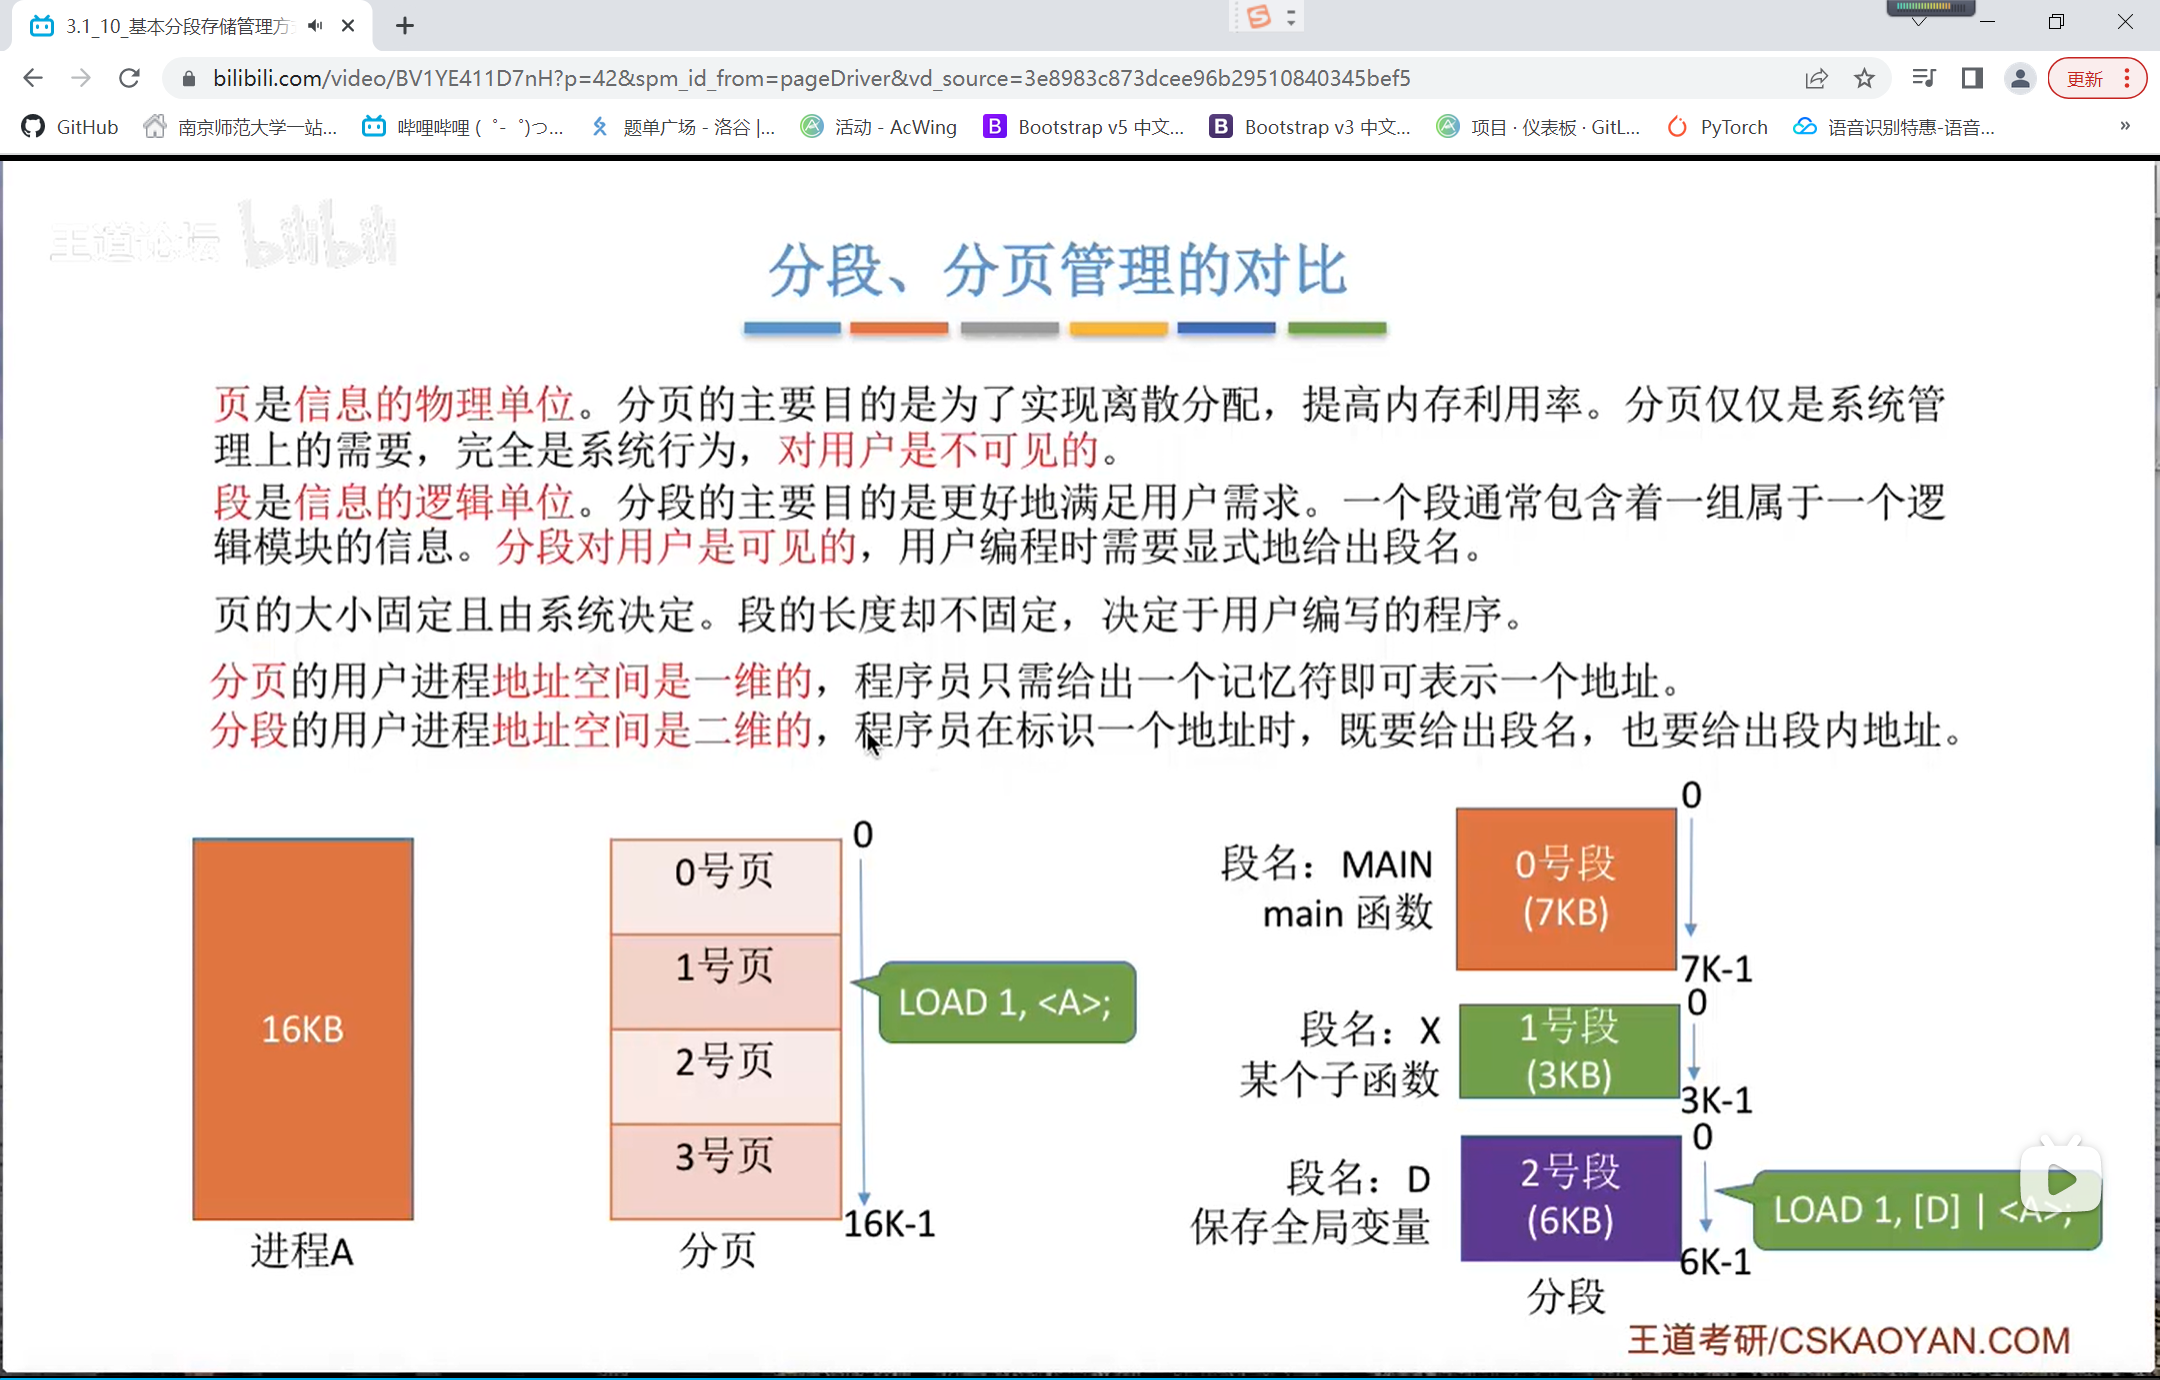 3.1_10_基本分段存储管理方
bilibili.com/video/BV1YE411D7nH?p=42&spm_id_from=pageDriver&vd_source=3e8983c873dcee96b29510840345bef5
更新
GitHub
南京师范大学一站...
哔哩哔哩 (゜-゜)つ...
题单广场 - 洛谷 |...
活动 - AcWing
Bootstrap v5 中文...
Bootstrap v3 中文...
项目 · 仪表板 · GitL...
PyTorch
语音识别特惠-语音...
»
王道论坛 bilibili
分段、分页管理的对比
页是信息的物理单位。分页的主要目的是为了实现离散分配，提高内存利用率。分页仅仅是系统管
理上的需要，完全是系统行为，对用户是不可见的。
段是信息的逻辑单位。分段的主要目的是更好地满足用户需求。一个段通常包含着一组属于一个逻
辑模块的信息。分段对用户是可见的，用户编程时需要显式地给出段名。
页的大小固定且由系统决定。段的长度却不固定，决定于用户编写的程序。
分页的用户进程地址空间是一维的，程序员只需给出一个记忆符即可表示一个地址。
分段的用户进程地址空间是二维的，程序员在标识一个地址时，既要给出段名，也要给出段内地址。
16KB
进程A
0号页
1号页
2号页
3号页
分页
0
16K-1
LOAD 1, <A>;
段名：MAIN
main 函数
0号段
(7KB)
0
7K-1
段名：X
某个子函数
1号段
(3KB)
0
3K-1
段名：D
保存全局变量
2号段
(6KB)
0
6K-1
LOAD 1, [D] | <A>;
分段
王道考研/CSKAOYAN.COM